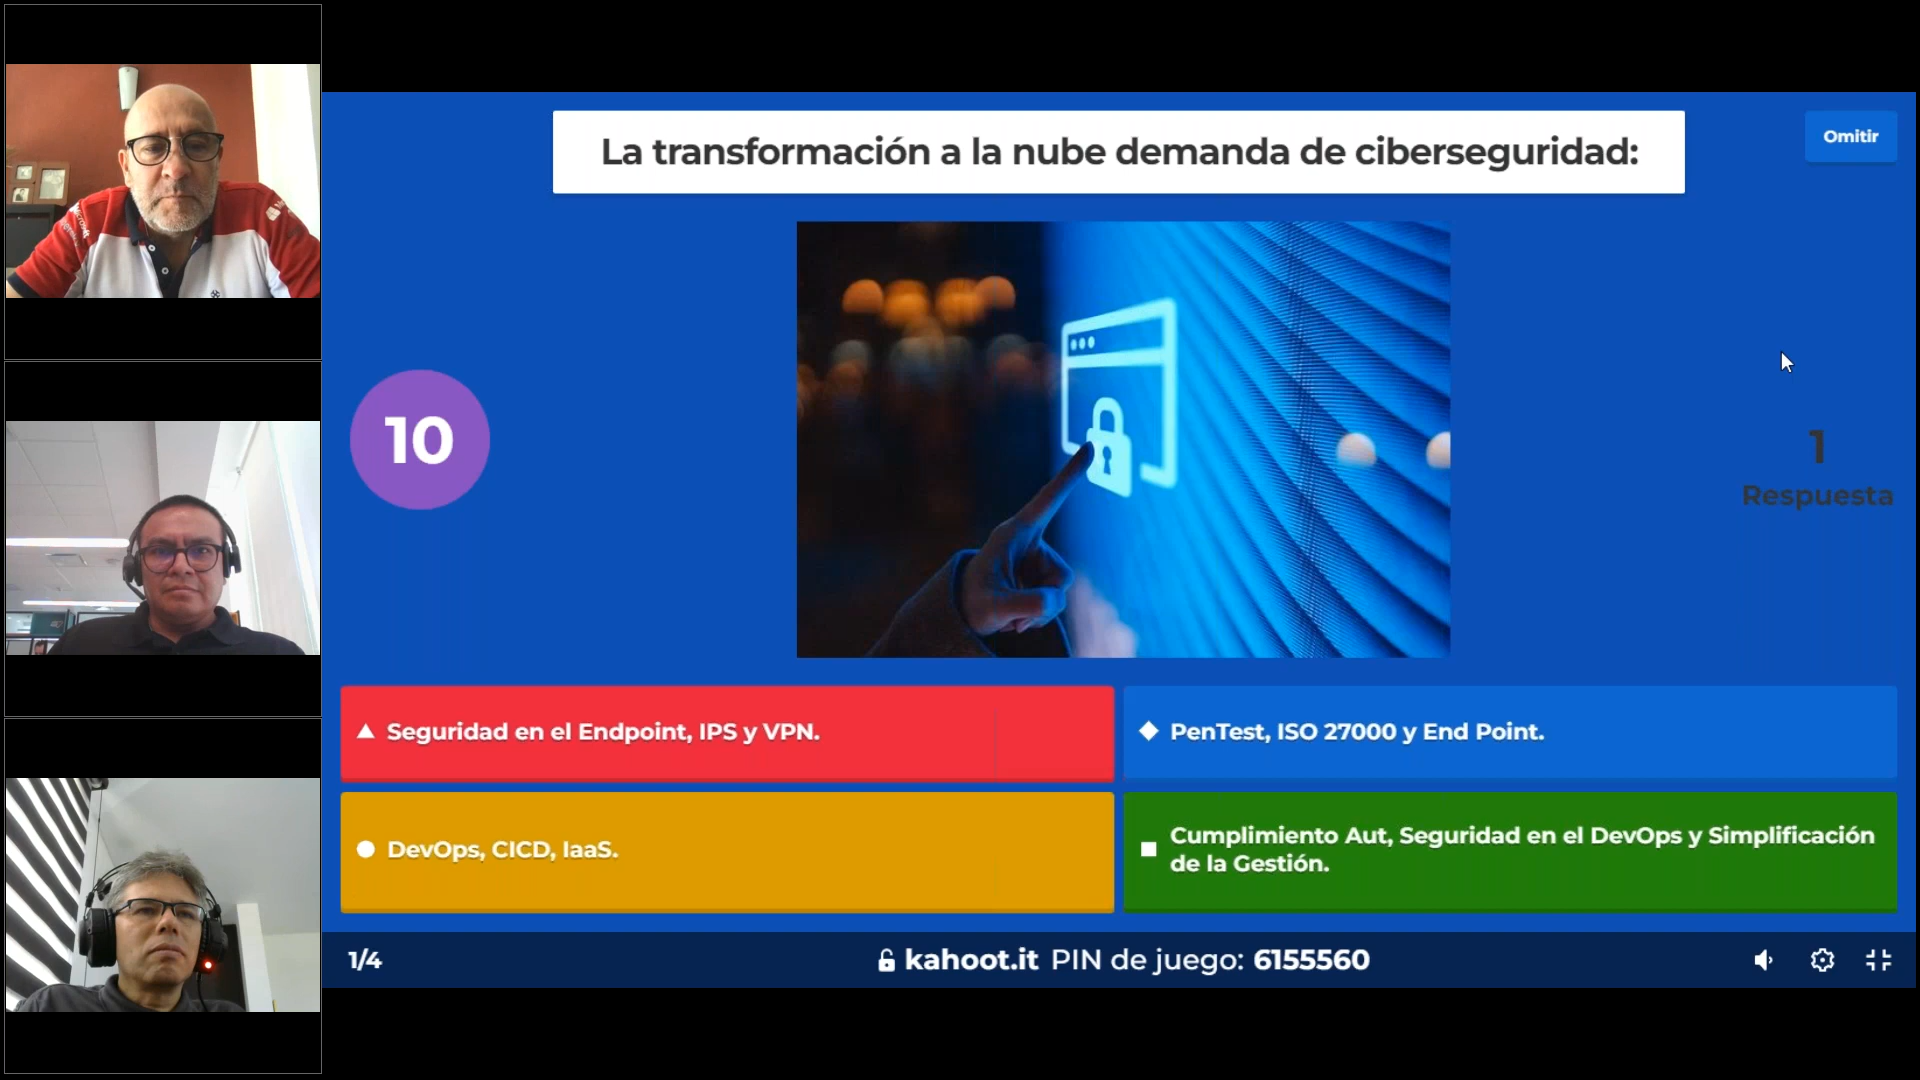 La transformación a la nube demanda de ciberseguridad:
Omitir
10
1
Respuesta
Seguridad en el Endpoint, IPS y VPN.
PenTest, ISO 27000 y End Point.
DevOps, CICD, IaaS.
Cumplimiento Aut, Seguridad en el DevOps y Simplificación
de la Gestión.
1/4
kahoot.it PIN de juego: 6155560